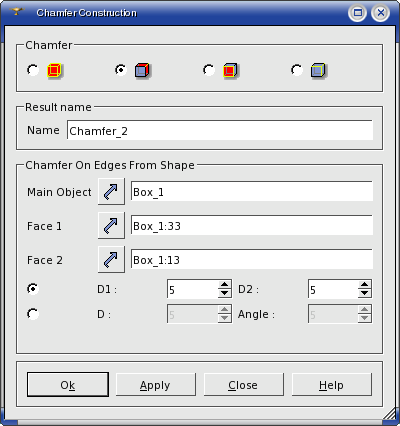 Chamfer Construction
Chamfer
Result name
Name Chamfer_2
Chamfer On Edges From Shape
Main Object Box_1
Face 1 Box_1:33
Face 2 Box_1:13
D1 : 5 D2 : 5
D : 5 Angle : 5
Ok Apply Close Help